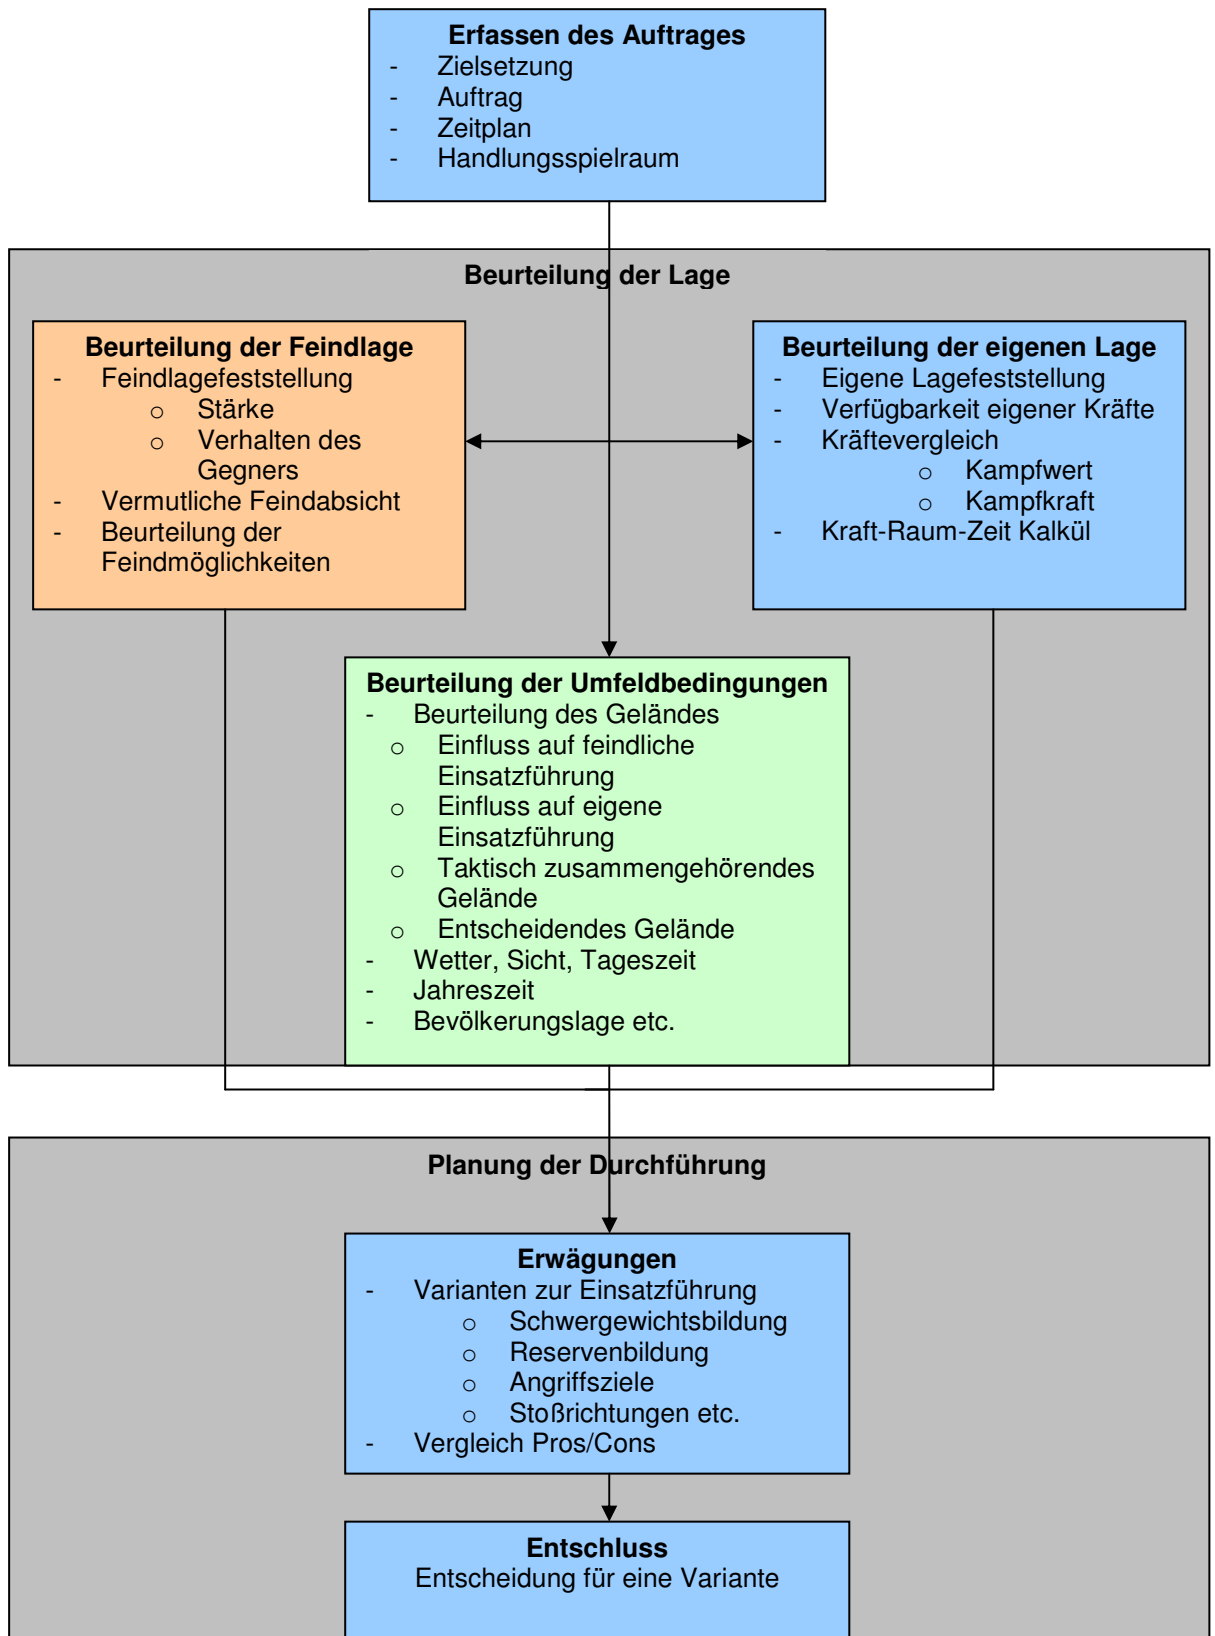 Erfassen des Auftrages
- Zielsetzung
- Auftrag
- Zeitplan
- Handlungsspielraum
Beurteilung der Lage
Beurteilung der Feindlage
- Feindlagefeststellung
o Stärke
o Verhalten des
Gegners
- Vermutliche Feindabsicht
- Beurteilung der
Feindmöglichkeiten
Beurteilung der eigenen Lage
- Eigene Lagefeststellung
- Verfügbarkeit eigener Kräfte
- Kräftevergleich
o Kampfwert
o Kampfkraft
- Kraft-Raum-Zeit Kalkül
Beurteilung der Umfeldbedingungen
- Beurteilung des Geländes
o Einfluss auf feindliche
Einsatzführung
o Einfluss auf eigene
Einsatzführung
o Taktisch zusammengehörendes
Gelände
o Entscheidendes Gelände
- Wetter, Sicht, Tageszeit
- Jahreszeit
- Bevölkerungslage etc.
Planung der Durchführung
Erwägungen
- Varianten zur Einsatzführung
o Schwergewichtsbildung
o Reservenbildung
o Angriffsziele
o Stoßrichtungen etc.
- Vergleich Pros/Cons
Entschluss
Entscheidung für eine Variante